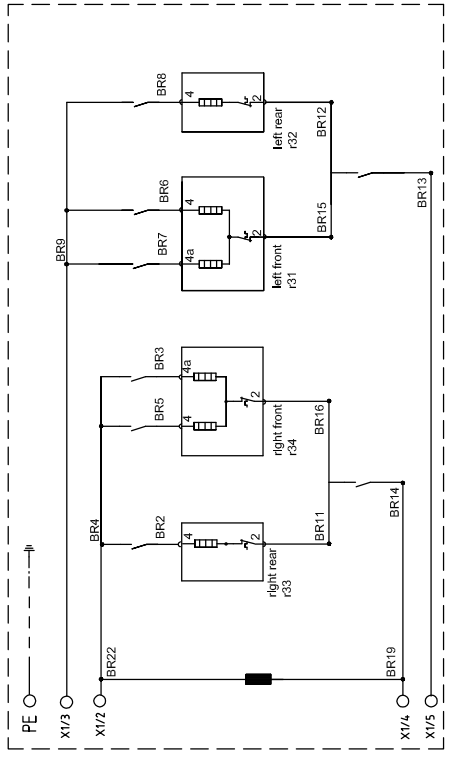 BR8
4
2
left rear
r32
BR12
BR6
4
BR7
4a
2
left front
r31
BR15
BR9
BR13
BR3
4a
BR5
4
2
right front
r34
BR16
BR4
BR2
4
2
right rear
r33
BR11
BR14
BR22
BR19
PE
X1/3
X1/2
X1/4
X1/5